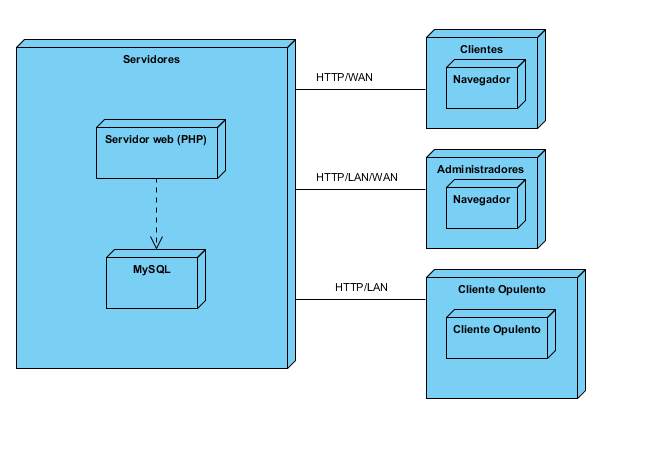 Servidores
Servidor web (PHP)
MySQL
HTTP/WAN
HTTP/LAN/WAN
HTTP/LAN
Clientes
Navegador
Administradores
Navegador
Cliente Opulento
Cliente Opulento